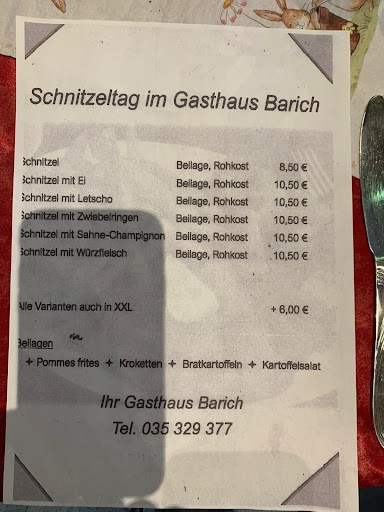 Schnitzeltag im Gasthaus Barich
Schnitzel Beilage, Rohkost 8,50 €
Schnitzel mit Ei Beilage, Rohkost 10,50 €
Schnitzel mit Letscho Beilage, Rohkost 10,50 €
Schnitzel mit Zwiebelringen Beilage, Rohkost 10,50 €
Schnitzel mit Sahne-Champignon Beilage, Rohkost 10,50 €
Schnitzel mit Würzfleisch Beilage, Rohkost 10,50 €
Alle Varianten auch in XXL + 6,00 €
Beilagen
Pommes frites + Kroketten + Bratkartoffeln + Kartoffelsalat
Ihr Gasthaus Barich
Tel. 035 329 377